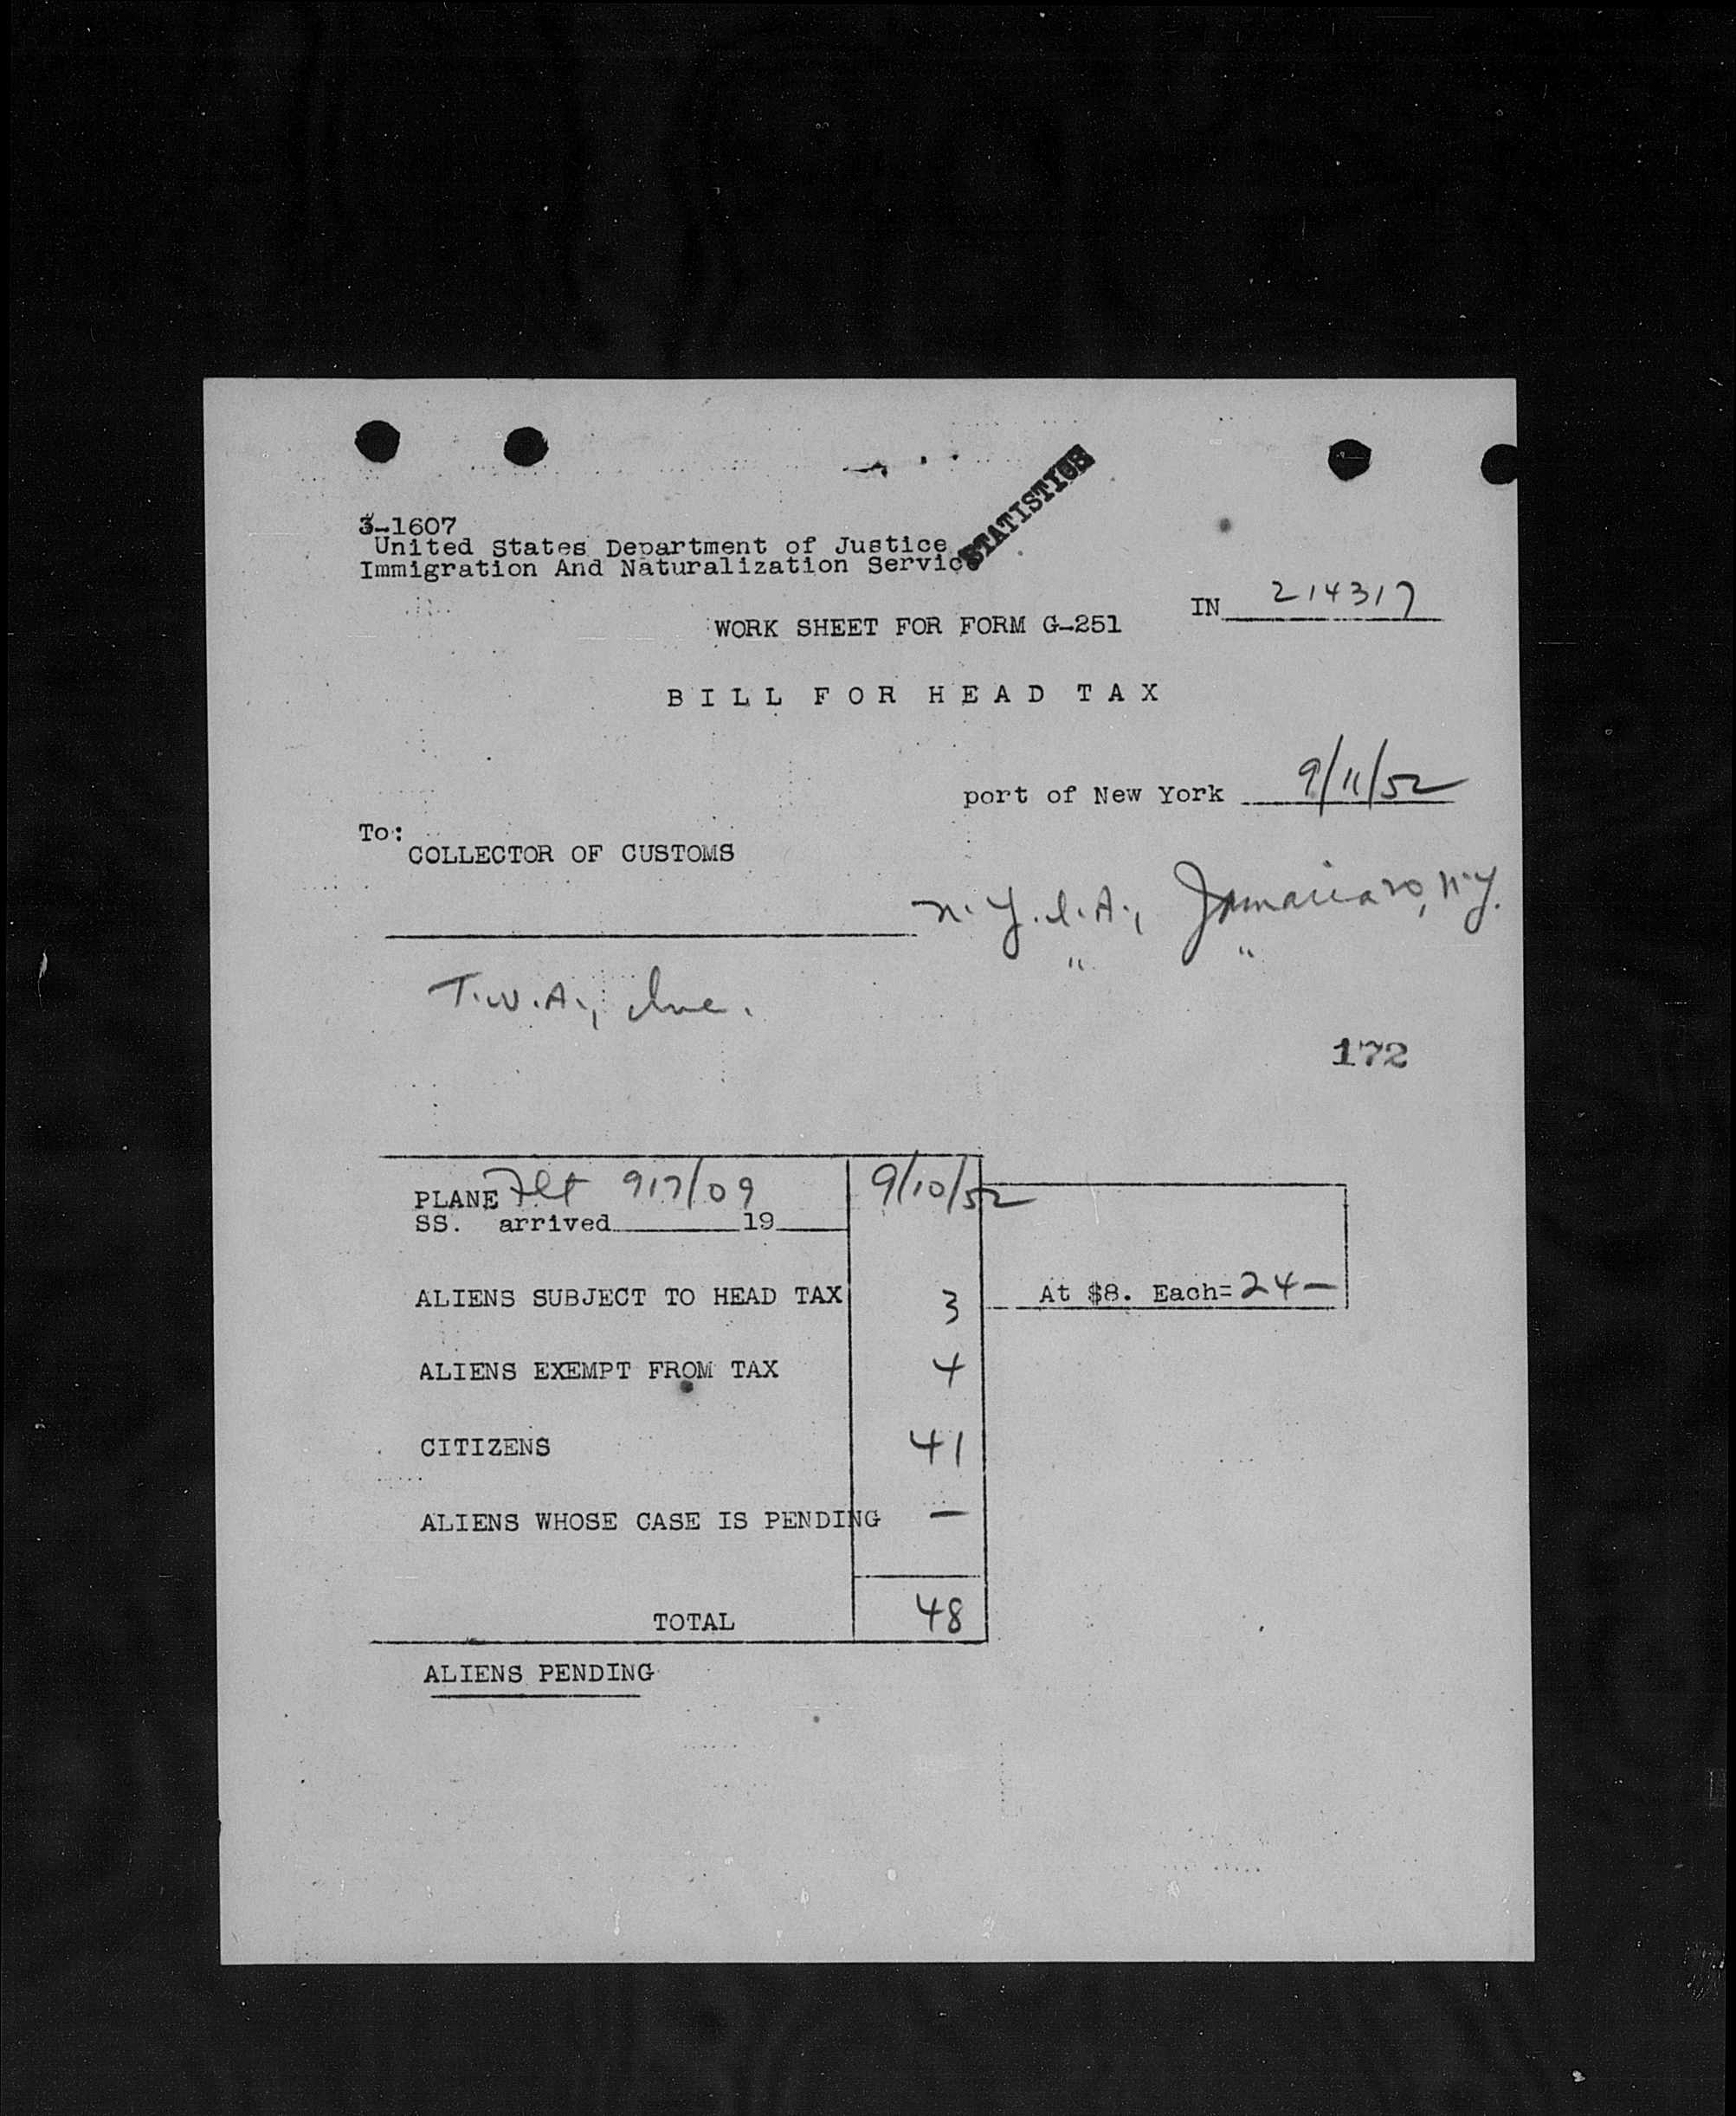 STATISTICS
3-1607
United States Department of Justice
Immigration And Naturalization Service
IN 214317
WORK SHEET FOR FORM G-251
BILL FOR HEAD TAX
port of New York 9/11/52
To:
COLLECTOR OF CUSTOMS
N.Y.I.A., Jamaica 30, N.Y.
" "
T.W.A., Inc.
172
PLANE Flt 917/09 9/10/52
SS. arrived 19
ALIENS SUBJECT TO HEAD TAX 3 At $8. Each= 24 —
ALIENS EXEMPT FROM TAX 4
CITIZENS 41
ALIENS WHOSE CASE IS PENDING —
TOTAL 48
ALIENS PENDING